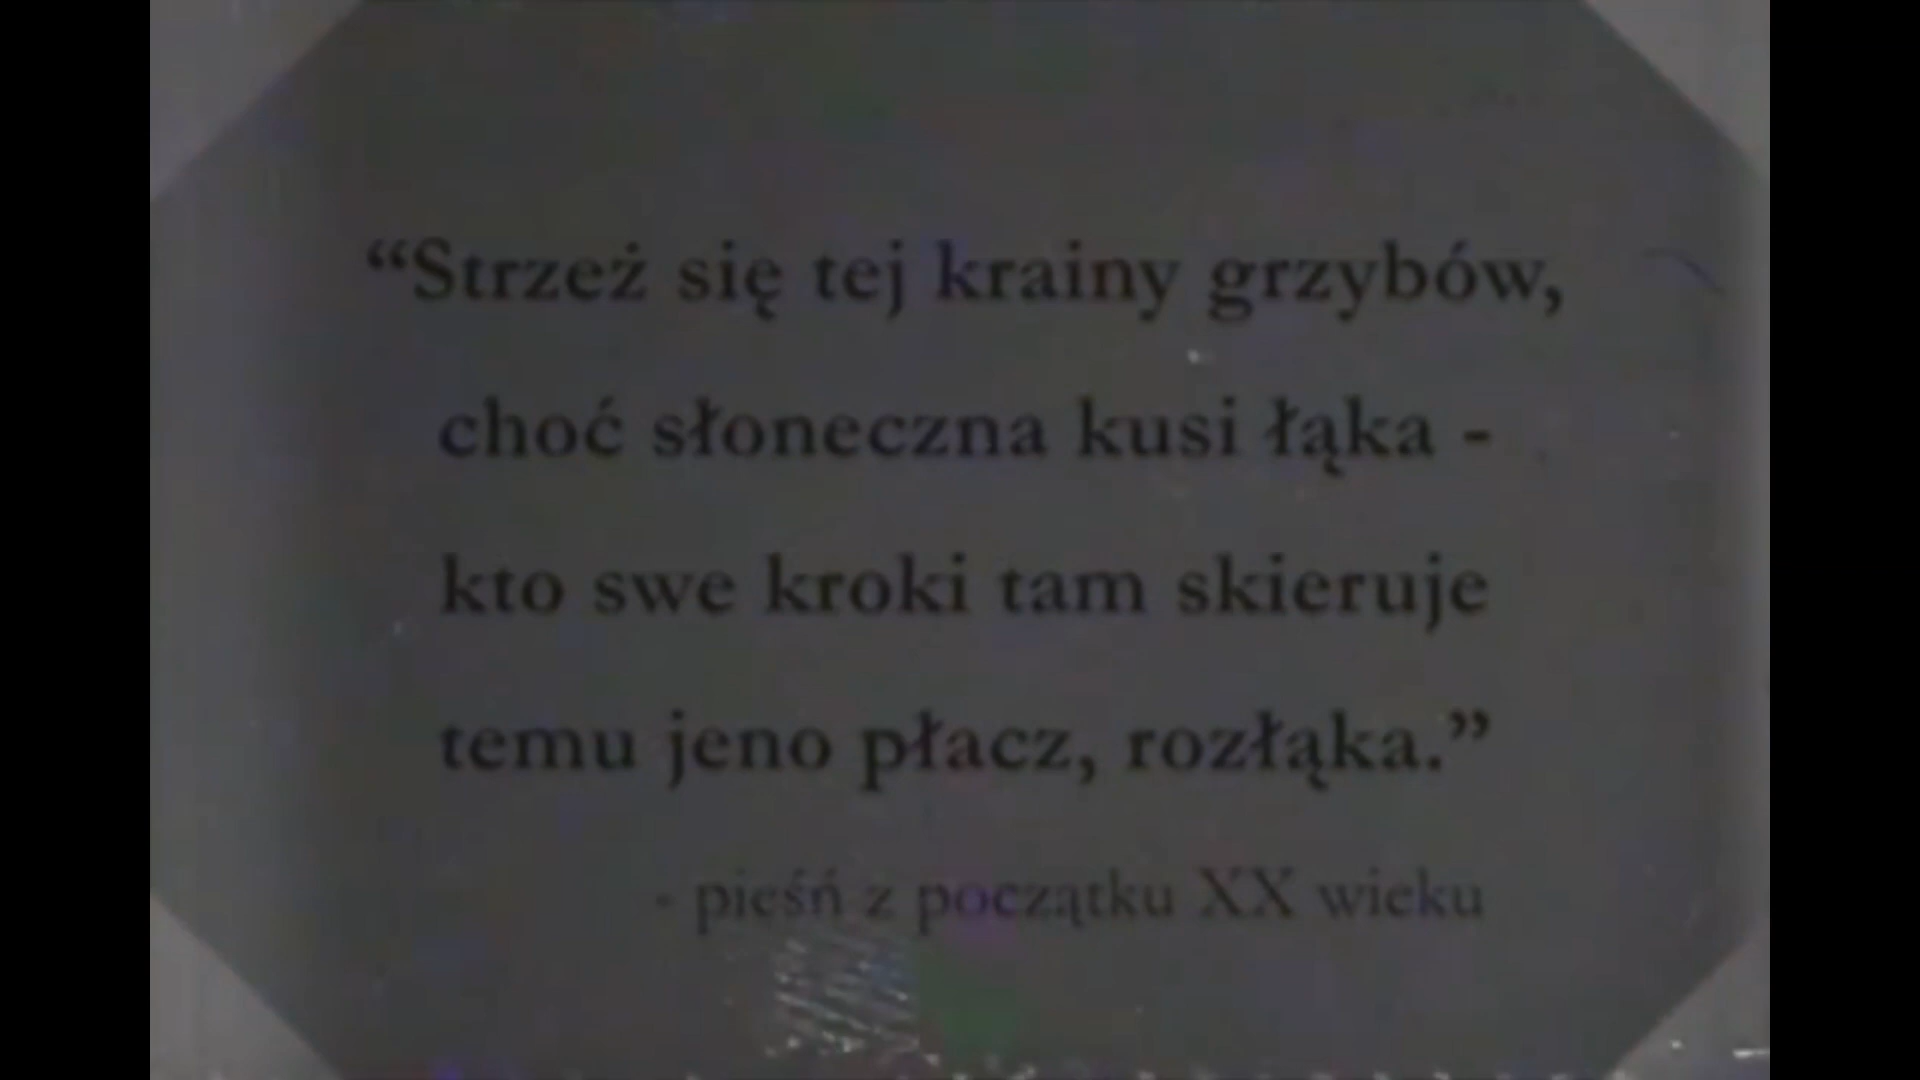 “Strzeż się tej krainy grzybów,
choć słoneczna kusi łąka -
kto swe kroki tam skieruje
temu jeno płacz, rozłąka.”
- pieśń z początku XX wieku